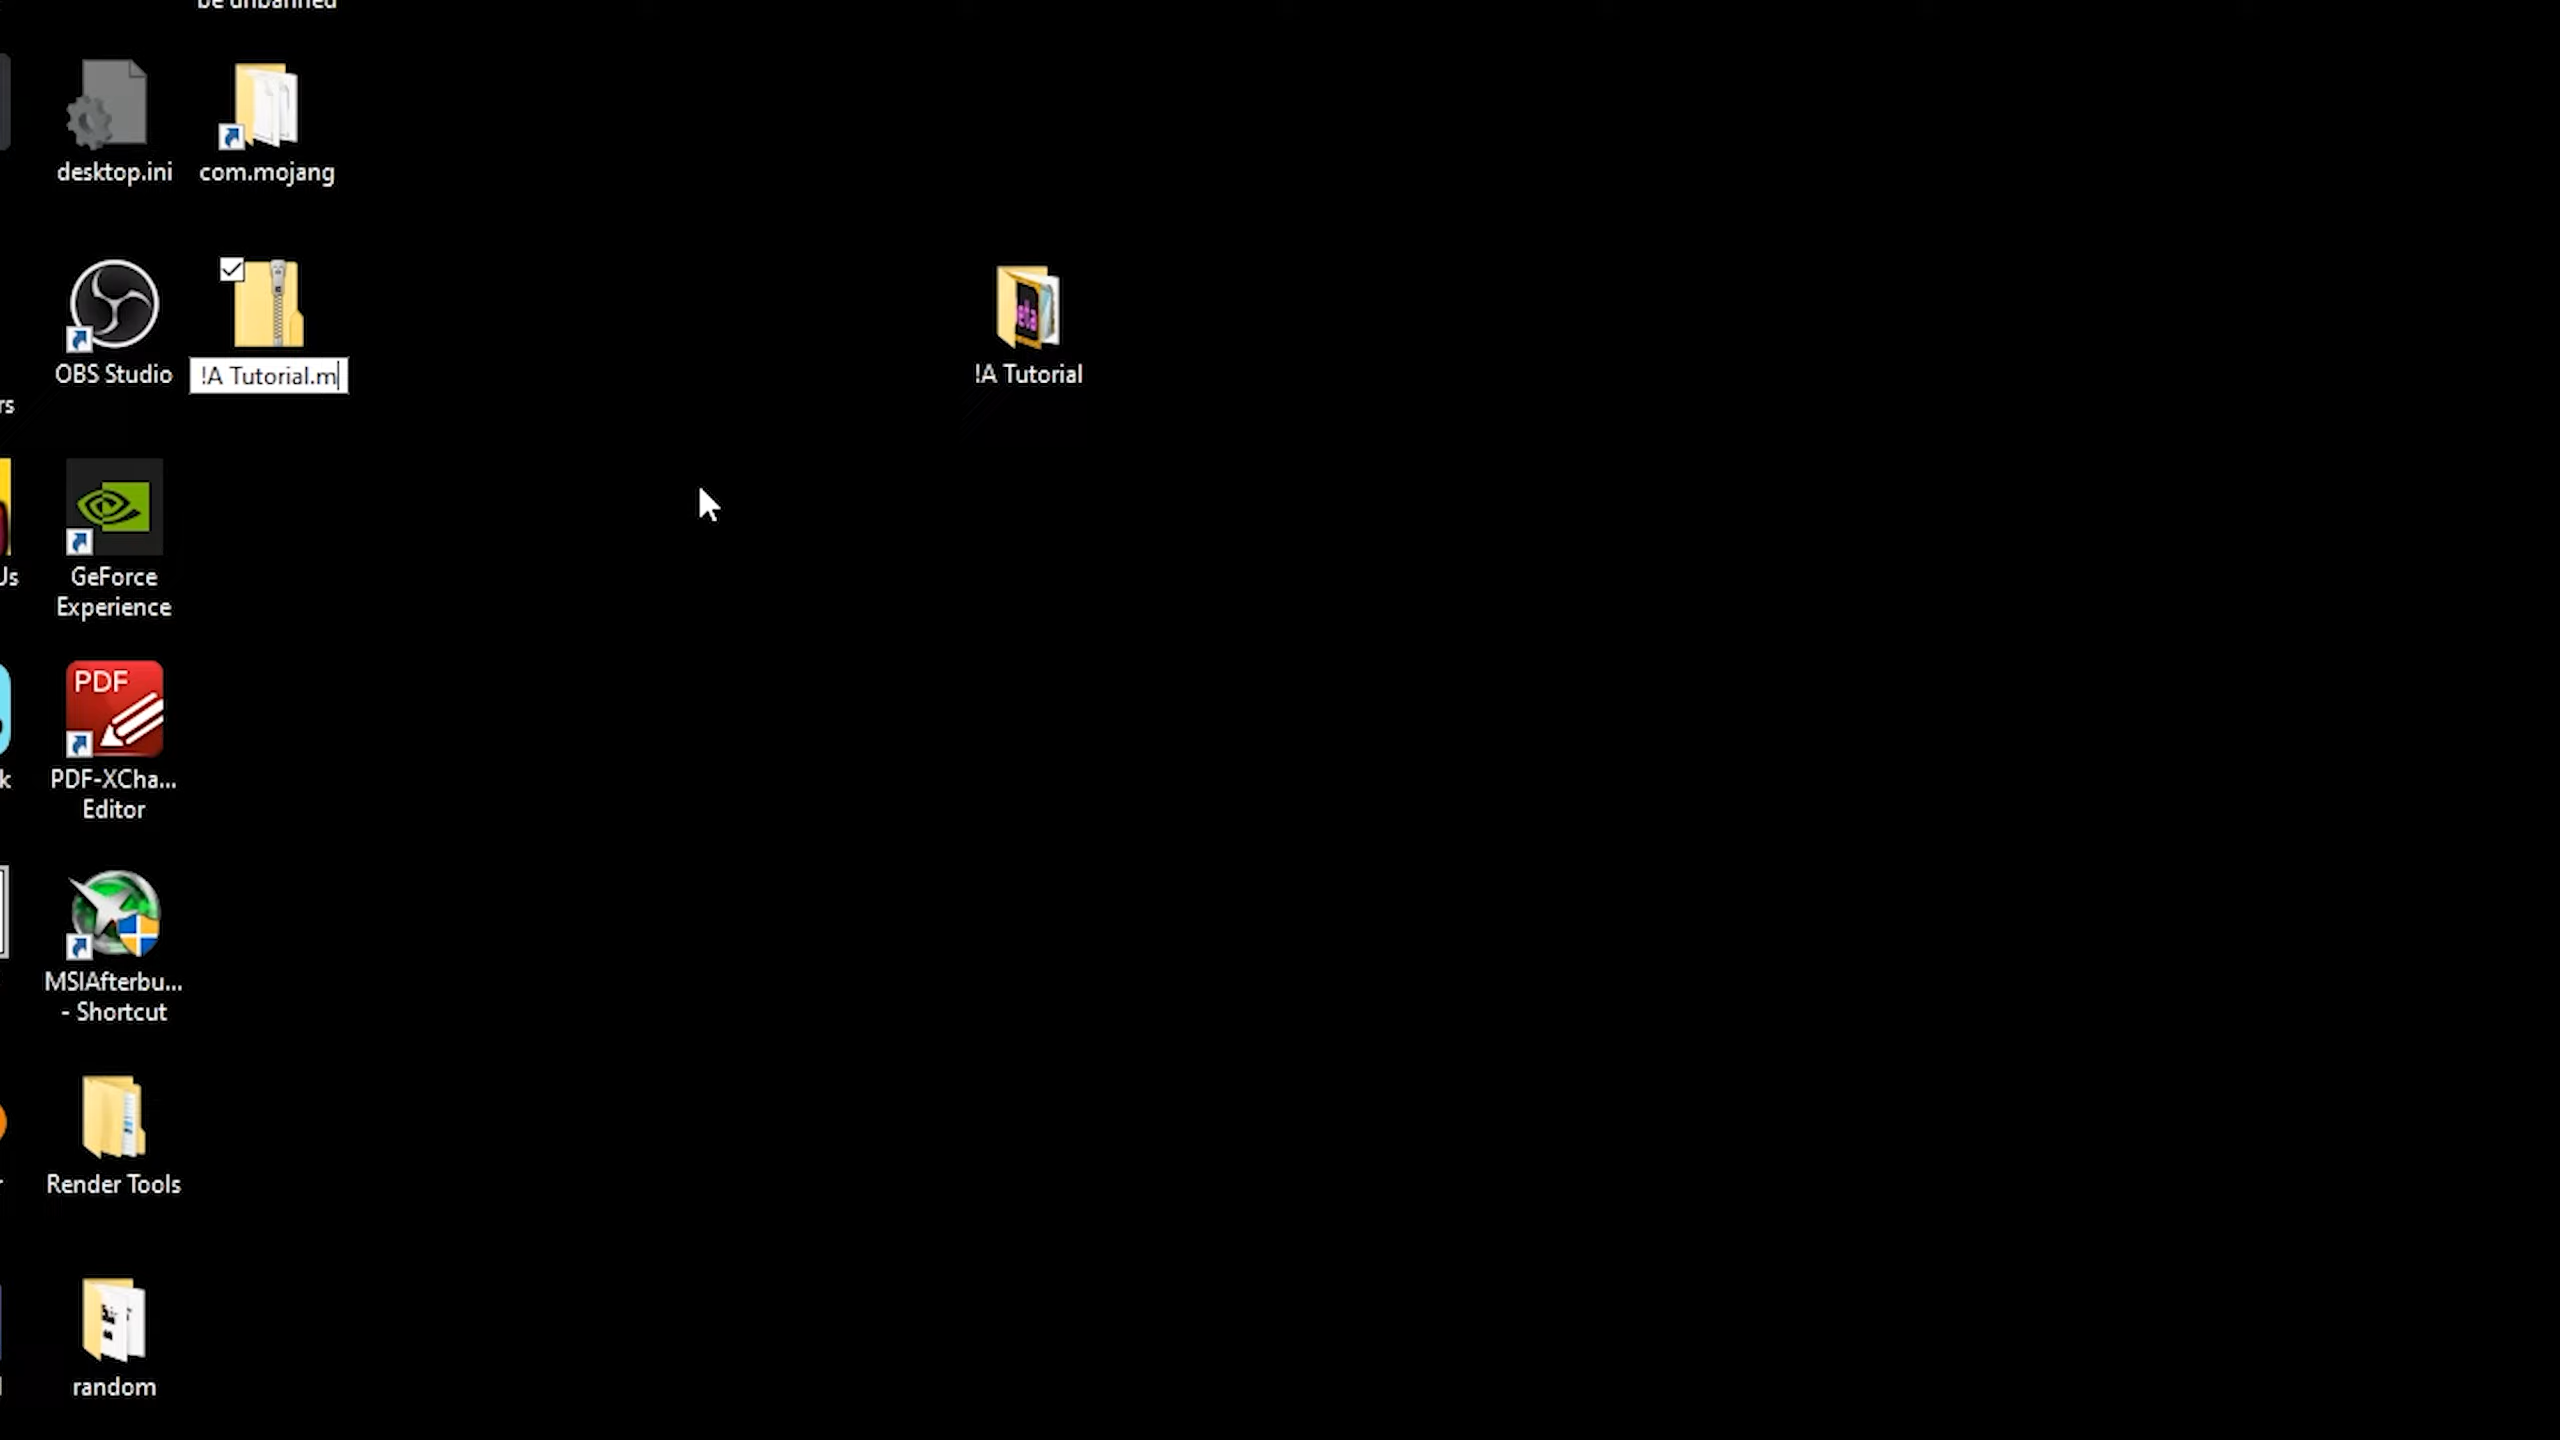 be unbanned
desktop.ini
com.mojang
OBS Studio
!A Tutorial.m
!A Tutorial
rs
GeForce
Experience
Us
PDF
PDF-XCha...
Editor
k
MSIAfterbu...
- Shortcut
Render Tools
random